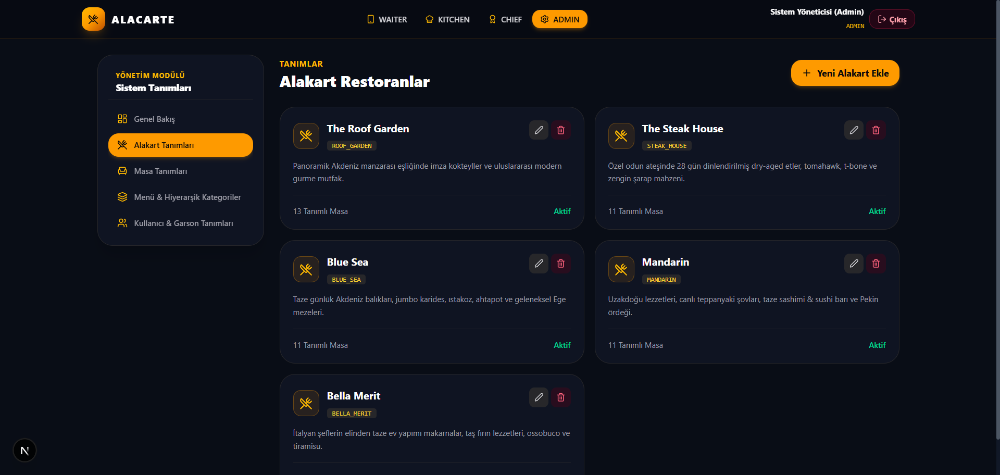 ALACARTE
WAITER
KITCHEN
CHIEF
ADMIN
Sistem Yöneticisi (Admin)
ADMIN
Çıkış
YÖNETİM MODÜLÜ
Sistem Tanımları
Genel Bakış
Alakart Tanımları
Masa Tanımları
Menü & Hiyerarşik Kategoriler
Kullanıcı & Garson Tanımları
TANIMLAR
Alakart Restoranlar
Yeni Alakart Ekle
The Roof Garden
ROOF_GARDEN
Panoramik Akdeniz manzarası eşliğinde imza kokteyller ve uluslararası modern
gurme mutfak.
13 Tanımlı Masa
Aktif
The Steak House
STEAK_HOUSE
Özel odun ateşinde 28 gün dinlendirilmiş dry-aged etler, tomahawk, t-bone ve
zengin şarap mahzeni.
11 Tanımlı Masa
Aktif
Blue Sea
BLUE_SEA
Taze günlük Akdeniz balıkları, jumbo karides, ıstakoz, ahtapot ve geleneksel Ege
mezeleri.
11 Tanımlı Masa
Aktif
Mandarin
MANDARIN
Uzakdoğu lezzetleri, canlı teppanyaki şovları, taze sashimi & sushi barı ve Pekin
ördeği.
11 Tanımlı Masa
Aktif
Bella Merit
BELLA_MERIT
İtalyan şeflerin elinden taze ev yapımı makarnalar, taş fırın lezzetleri, ossobuco ve
tiramisu.
N